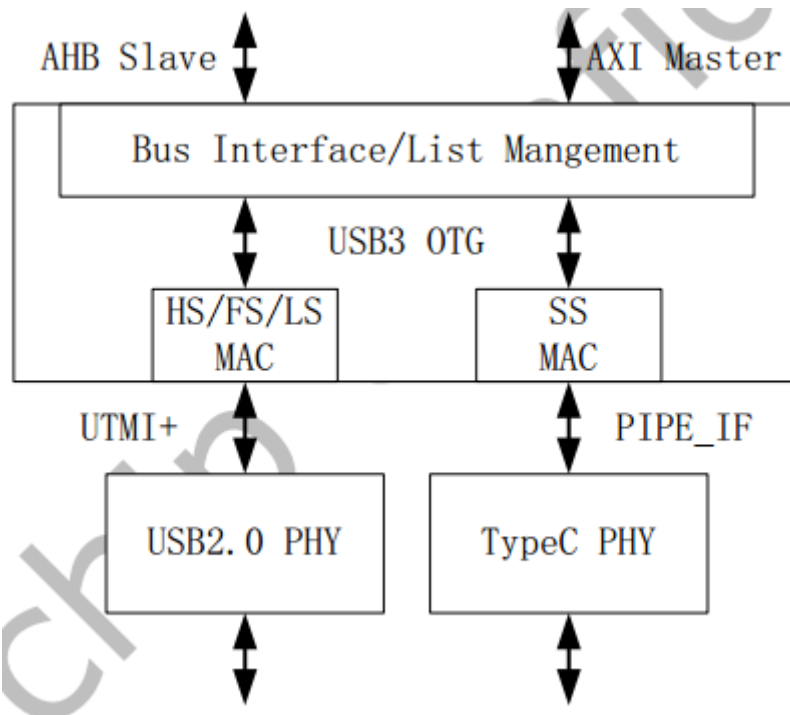 AHB Slave
AXI Master
Bus Interface/List Mangement
USB3 OTG
HS/FS/LS
MAC
SS
MAC
UTMI+
PIPE_IF
USB2.0 PHY
TypeC PHY